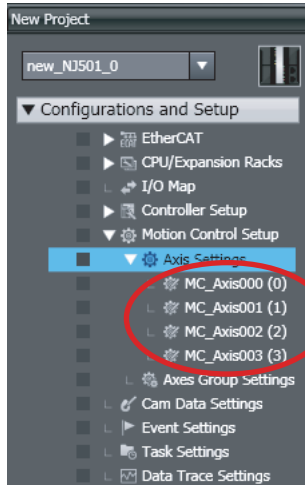 New Project
new_NJ501_0
Configurations and Setup
EtherCAT
CPU/Expansion Racks
I/O Map
Controller Setup
Motion Control Setup
Axis Settings
MC_Axis000 (0)
MC_Axis001 (1)
MC_Axis002 (2)
MC_Axis003 (3)
Axes Group Settings
Cam Data Settings
Event Settings
Task Settings
Data Trace Settings